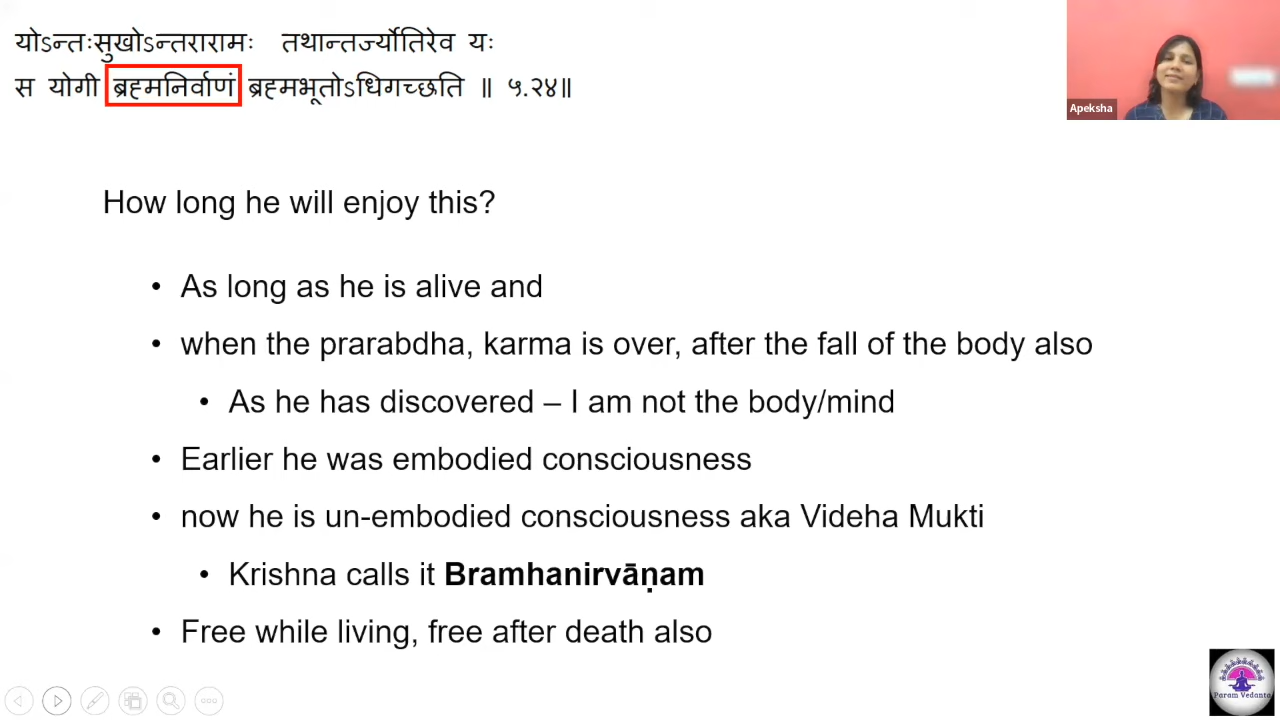 योऽन्तःसुखोऽन्तरारामः तथान्तर्ज्योतिरेव यः
स योगी ब्रह्मनिर्वाणं ब्रह्मभूतोऽधिगच्छति ॥ ५.२४॥
Apeksha
How long he will enjoy this?
• As long as he is alive and
• when the prarabdha, karma is over, after the fall of the body also
• As he has discovered – I am not the body/mind
• Earlier he was embodied consciousness
• now he is un-embodied consciousness aka Videha Mukti
• Krishna calls it Bramhanirvāṇam
• Free while living, free after death also
Param Vedanta